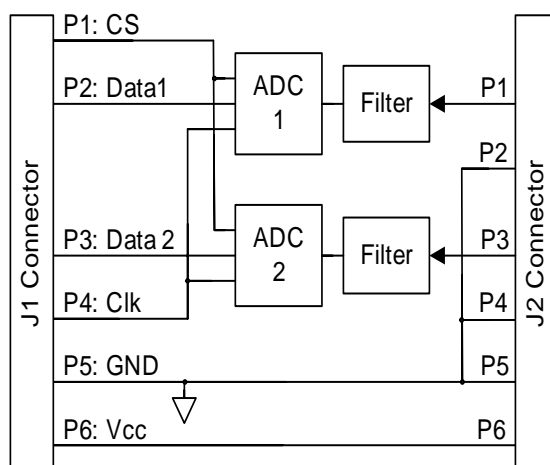 J1 Connector
P1: CS
P2: Data1
P3: Data 2
P4: Clk
P5: GND
P6: Vcc
ADC
1
Filter
ADC
2
Filter
P1
P2
P3
P4
P5
P6
J2 Connector